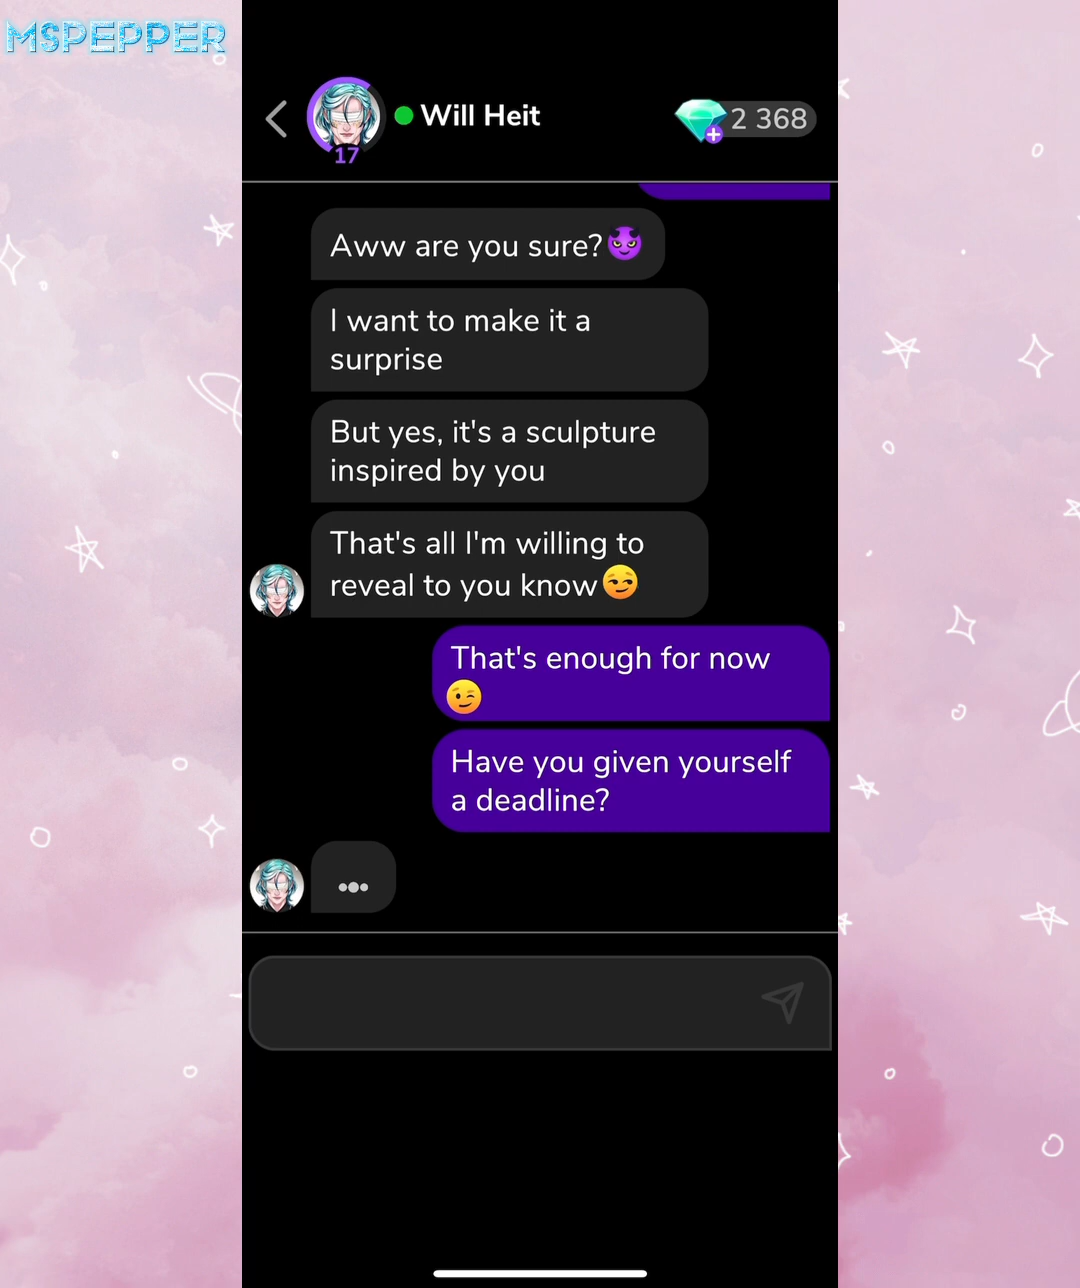 MSPEPPER
Will Heit
2 368
17
Aww are you sure?😈
I want to make it a
surprise
But yes, it's a sculpture
inspired by you
That's all I'm willing to
reveal to you know😏
That's enough for now
😉
Have you given yourself
a deadline?